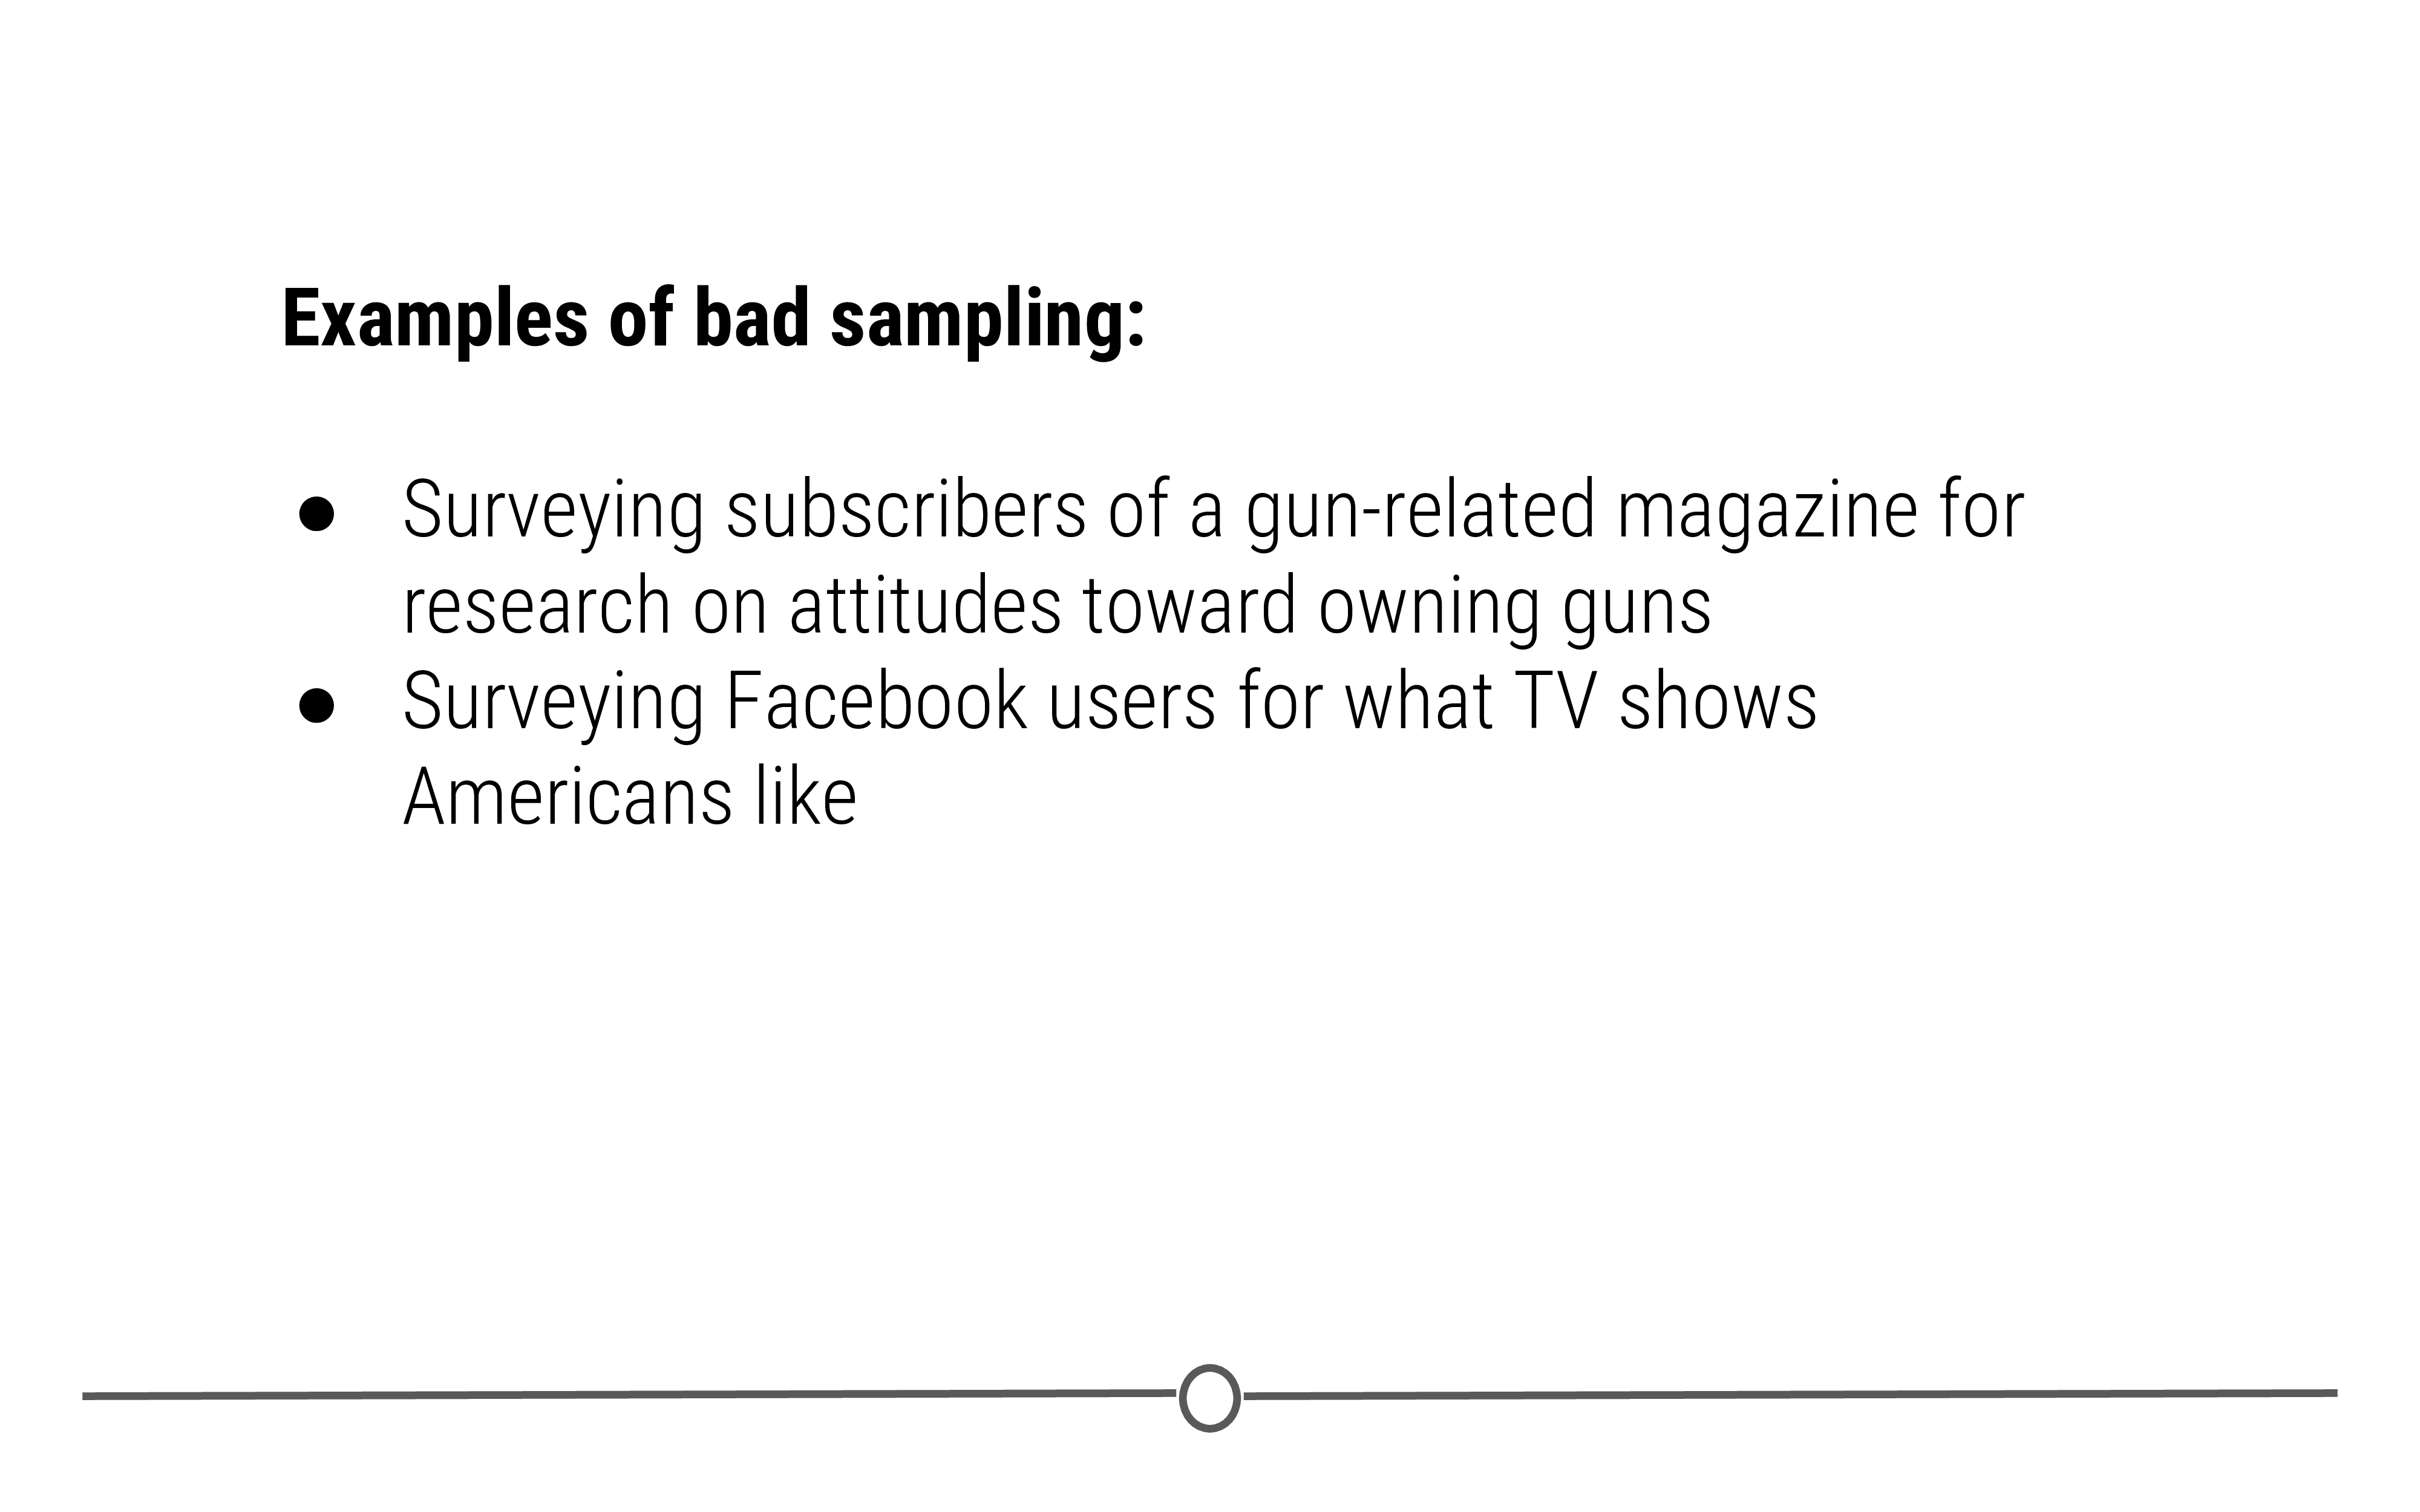 Examples of bad sampling:
● Surveying subscribers of a gun-related magazine for
research on attitudes toward owning guns
● Surveying Facebook users for what TV shows
Americans like